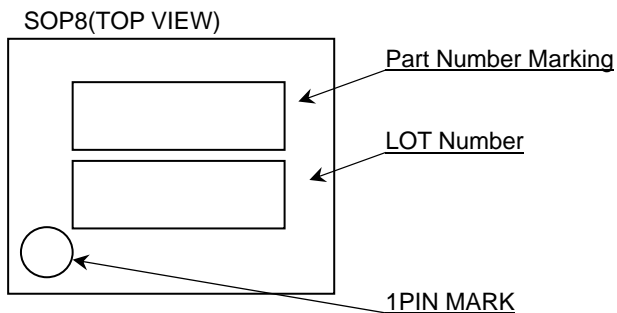 SOP8(TOP VIEW)
Part Number Marking
LOT Number
1PIN MARK